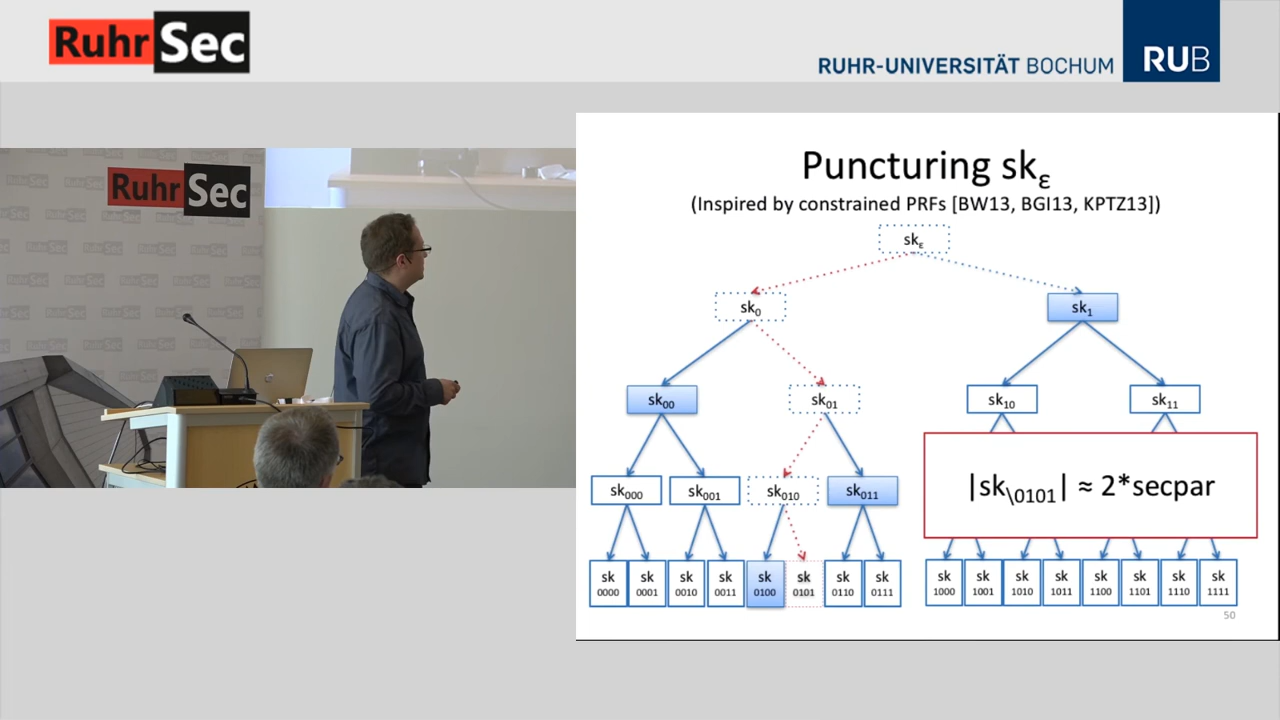 RuhrSec
RUHR-UNIVERSITÄT BOCHUM RUB
RuhrSec
Puncturing skε
(Inspired by constrained PRFs [BW13, BGI13, KPTZ13])
skε
sk0 sk1
sk00 sk01 sk10 sk11
sk000 sk001 sk010 sk011
|sk\0101| ≈ 2*secpar
sk sk sk sk sk sk sk sk sk sk sk sk sk sk sk sk
0000 0001 0010 0011 0100 0101 0110 0111 1000 1001 1010 1011 1100 1101 1110 1111
50